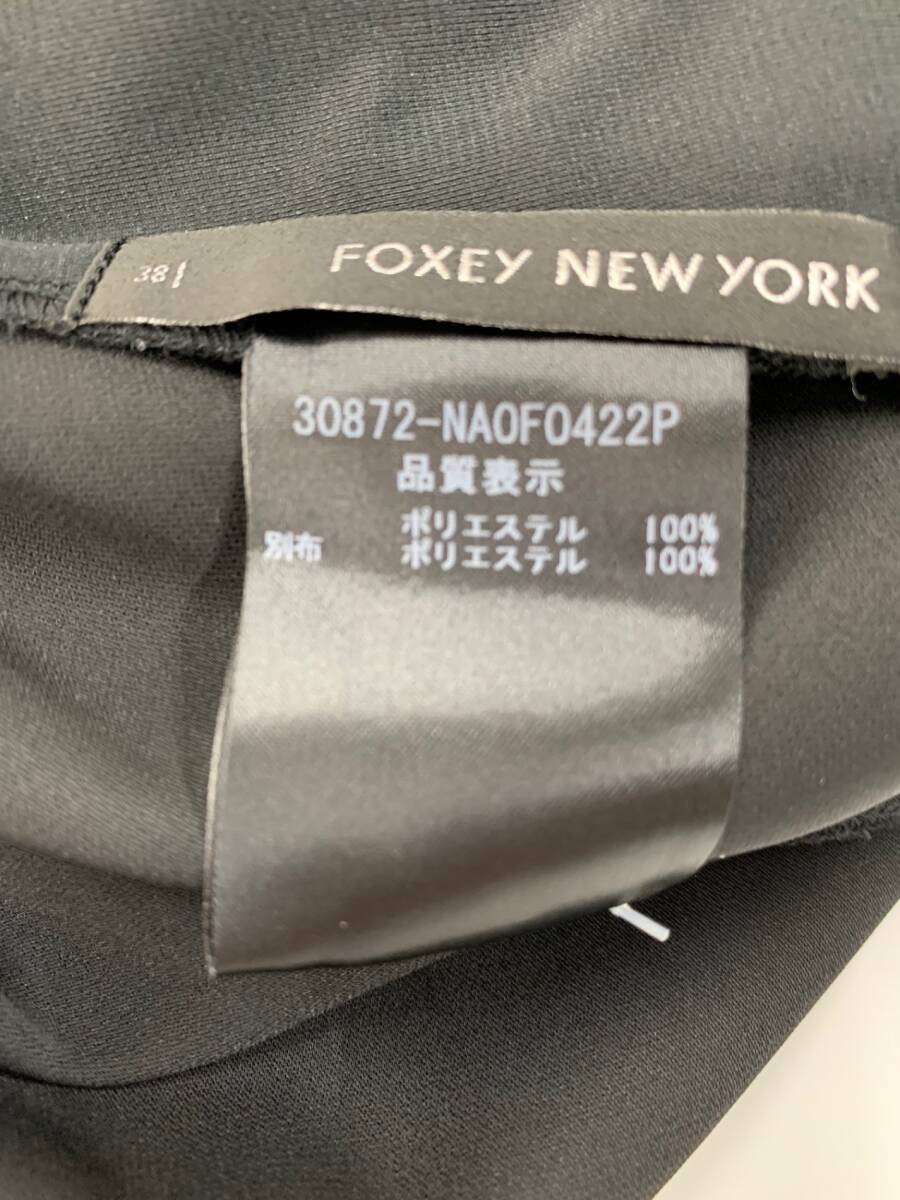 38
FOXEY NEW YORK
30872-NAOF0422P
品質表示
ポリエステル 100%
別布 ポリエステル 100%